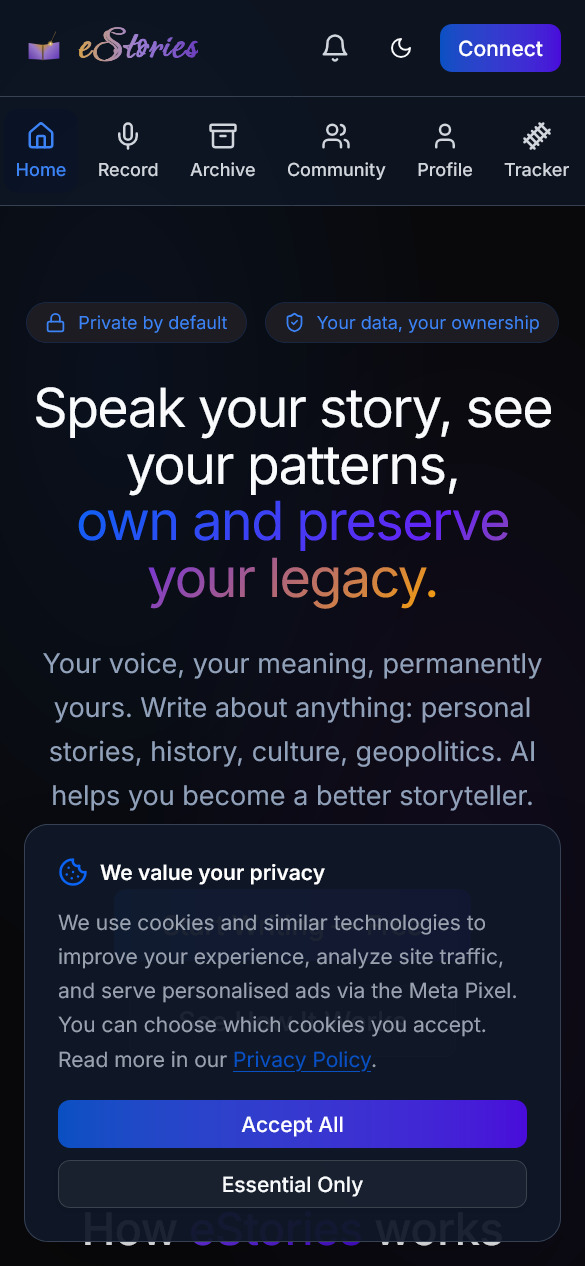 eStories
Connect
Home Record Archive Community Profile Tracker
Private by default Your data, your ownership
Speak your story, see
your patterns,
own and preserve
your legacy.
Your voice, your meaning, permanently
yours. Write about anything: personal
stories, history, culture, geopolitics. AI
helps you become a better storyteller.
We value your privacy
We use cookies and similar technologies to
improve your experience, analyze site traffic,
and serve personalised ads via the Meta Pixel.
You can choose which cookies you accept.
Read more in our Privacy Policy.
Accept All
Essential Only
How eStories works